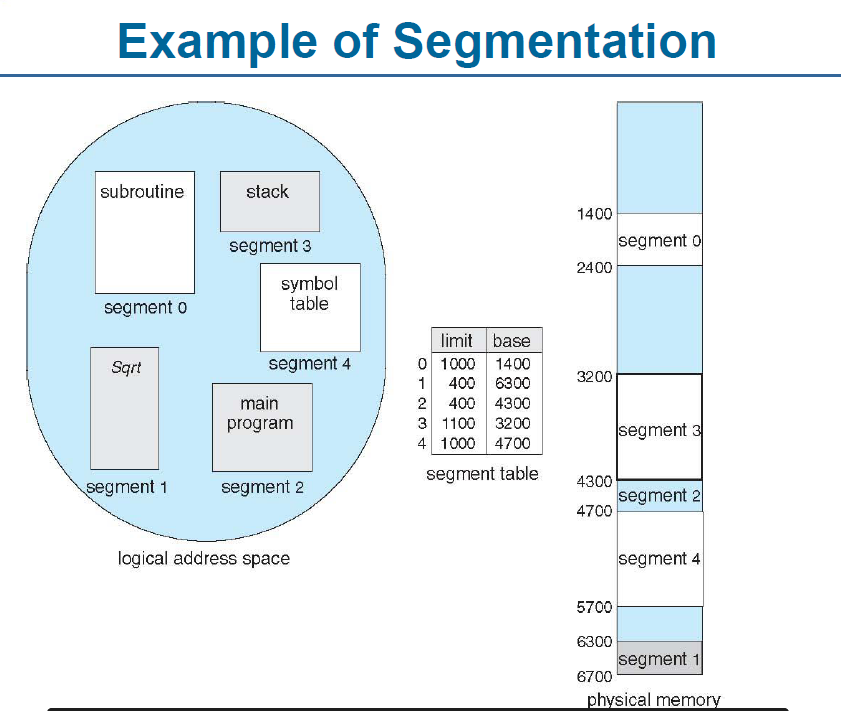 Example of Segmentation
subroutine
segment 0
stack
segment 3
symbol
table
segment 4
Sqrt
segment 1
main
program
segment 2
logical address space
limit base
0 1000 1400
1 400 6300
2 400 4300
3 1100 3200
4 1000 4700
segment table
1400
segment 0
2400
3200
segment 3
4300
segment 2
4700
segment 4
5700
6300
segment 1
6700
physical memory